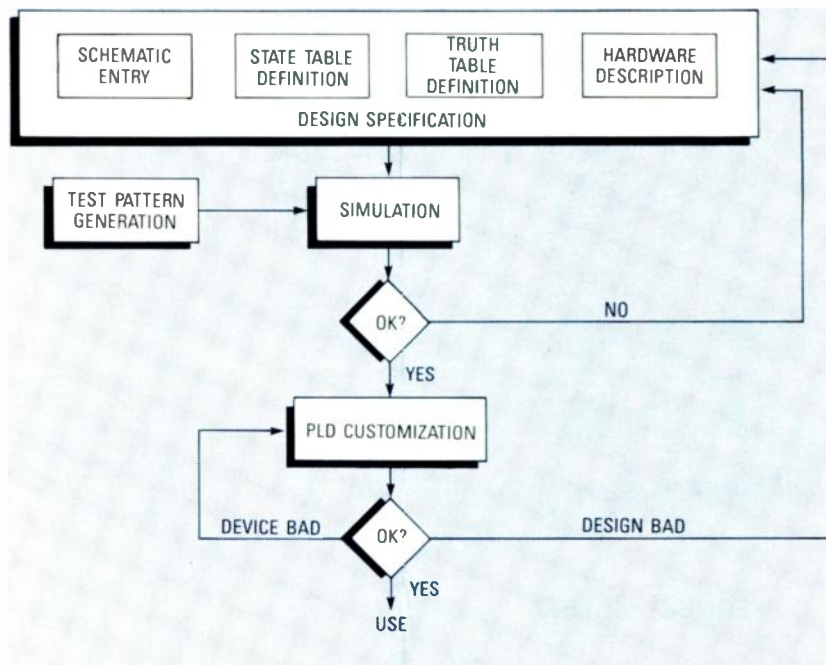 SCHEMATIC
ENTRY
STATE TABLE
DEFINITION
TRUTH
TABLE
DEFINITION
HARDWARE
DESCRIPTION
DESIGN SPECIFICATION
TEST PATTERN
GENERATION
SIMULATION
OK?
NO
YES
PLD CUSTOMIZATION
DEVICE BAD
OK?
DESIGN BAD
YES
USE